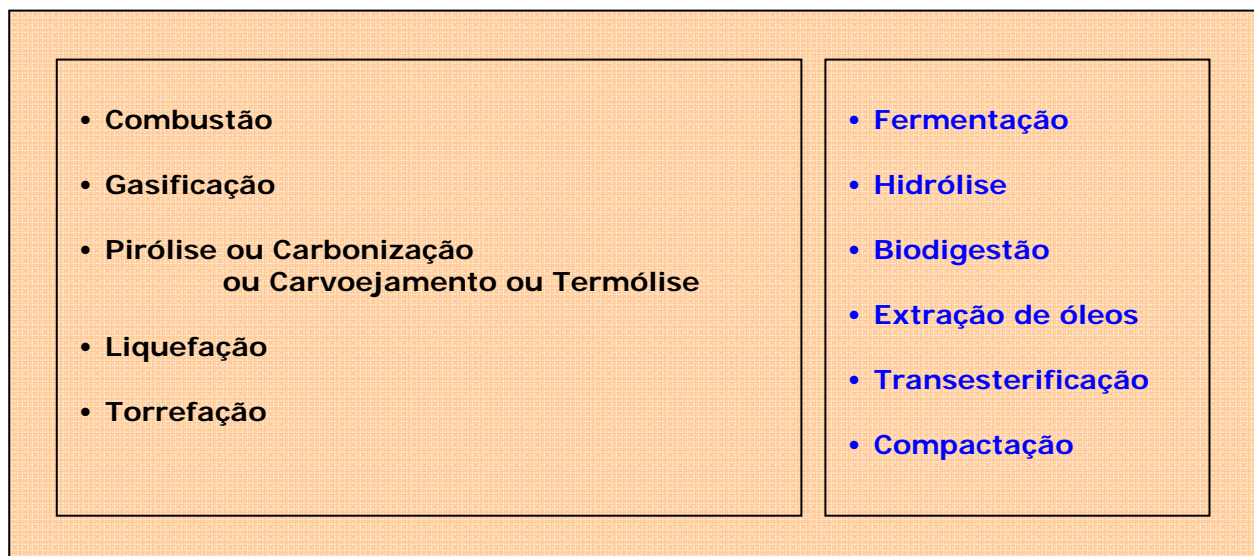 • Combustão
• Gasificação
• Pirólise ou Carbonização
ou Carvoejamento ou Termólise
• Liquefação
• Torrefação
• Fermentação
• Hidrólise
• Biodigestão
• Extração de óleos
• Transesterificação
• Compactação